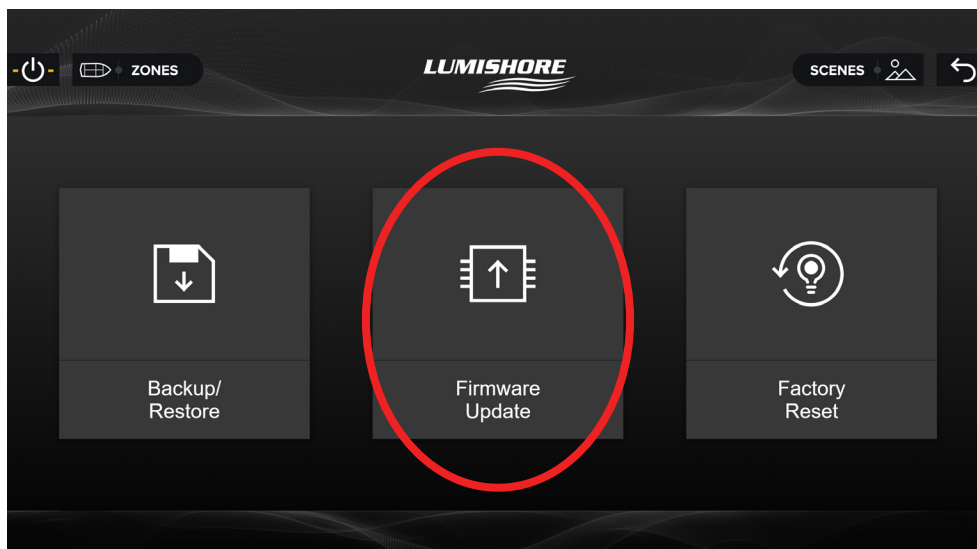 ZONES
LUMISHORE
SCENES
Backup/
Restore
Firmware
Update
Factory
Reset